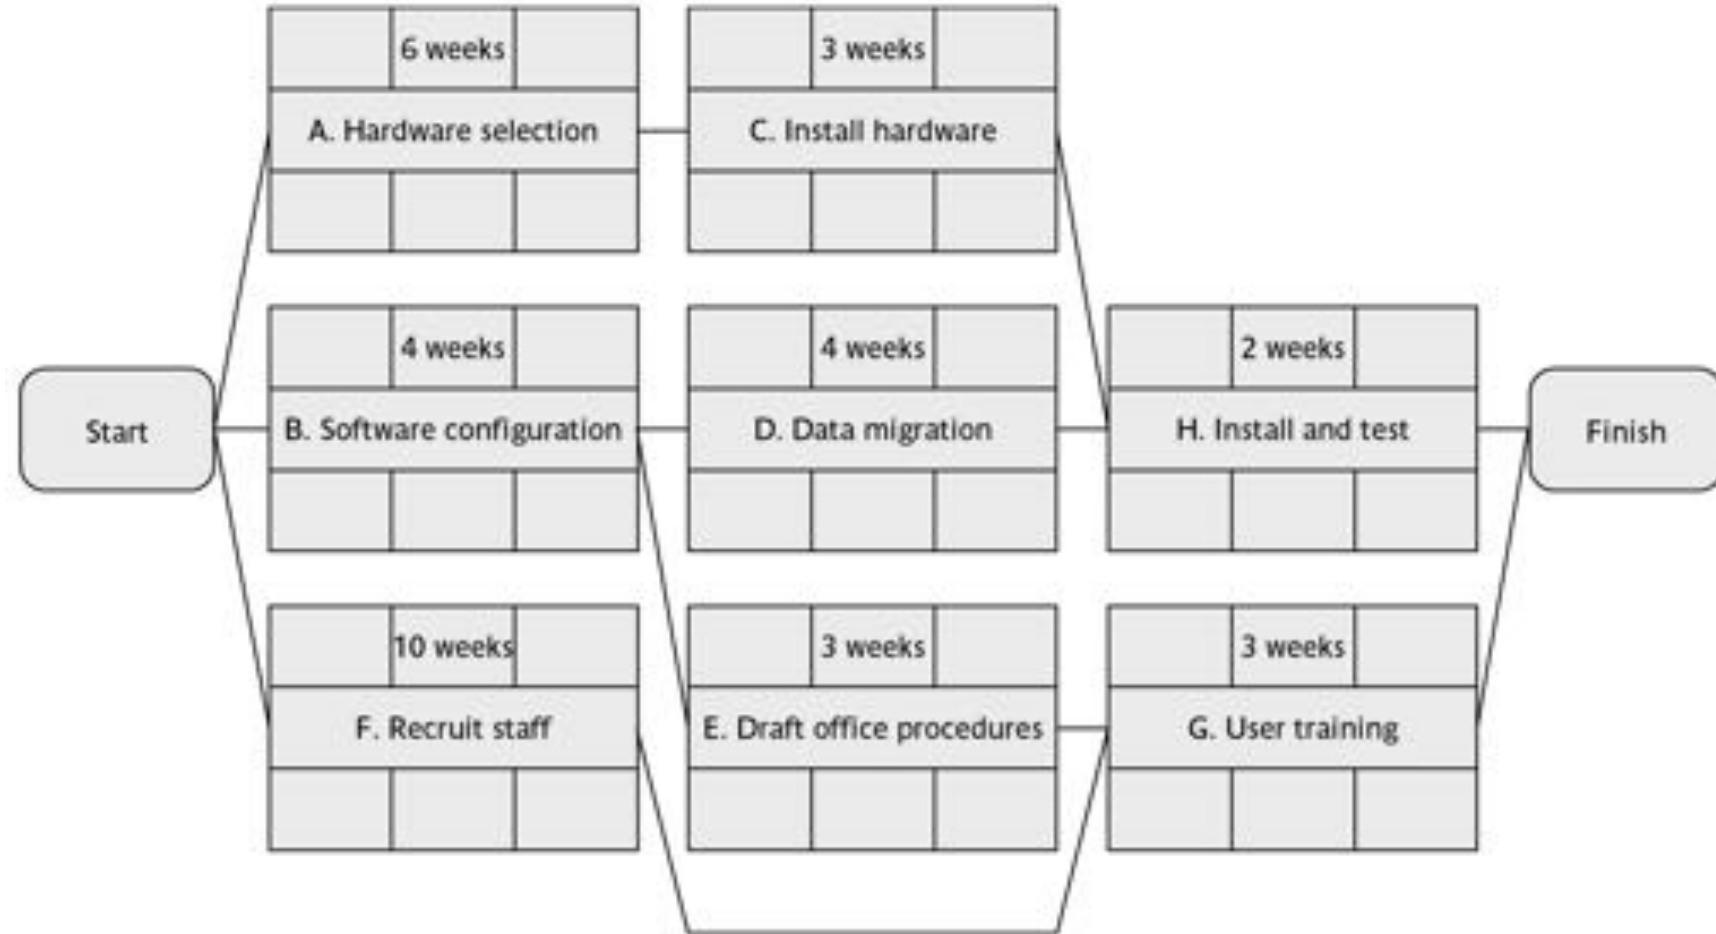 6 weeks
3 weeks
A. Hardware selection
C. Install hardware
4 weeks
4 weeks
2 weeks
Start
B. Software configuration
D. Data migration
H. Install and test
Finish
10 weeks
3 weeks
3 weeks
F. Recruit staff
E. Draft office procedures
G. User training